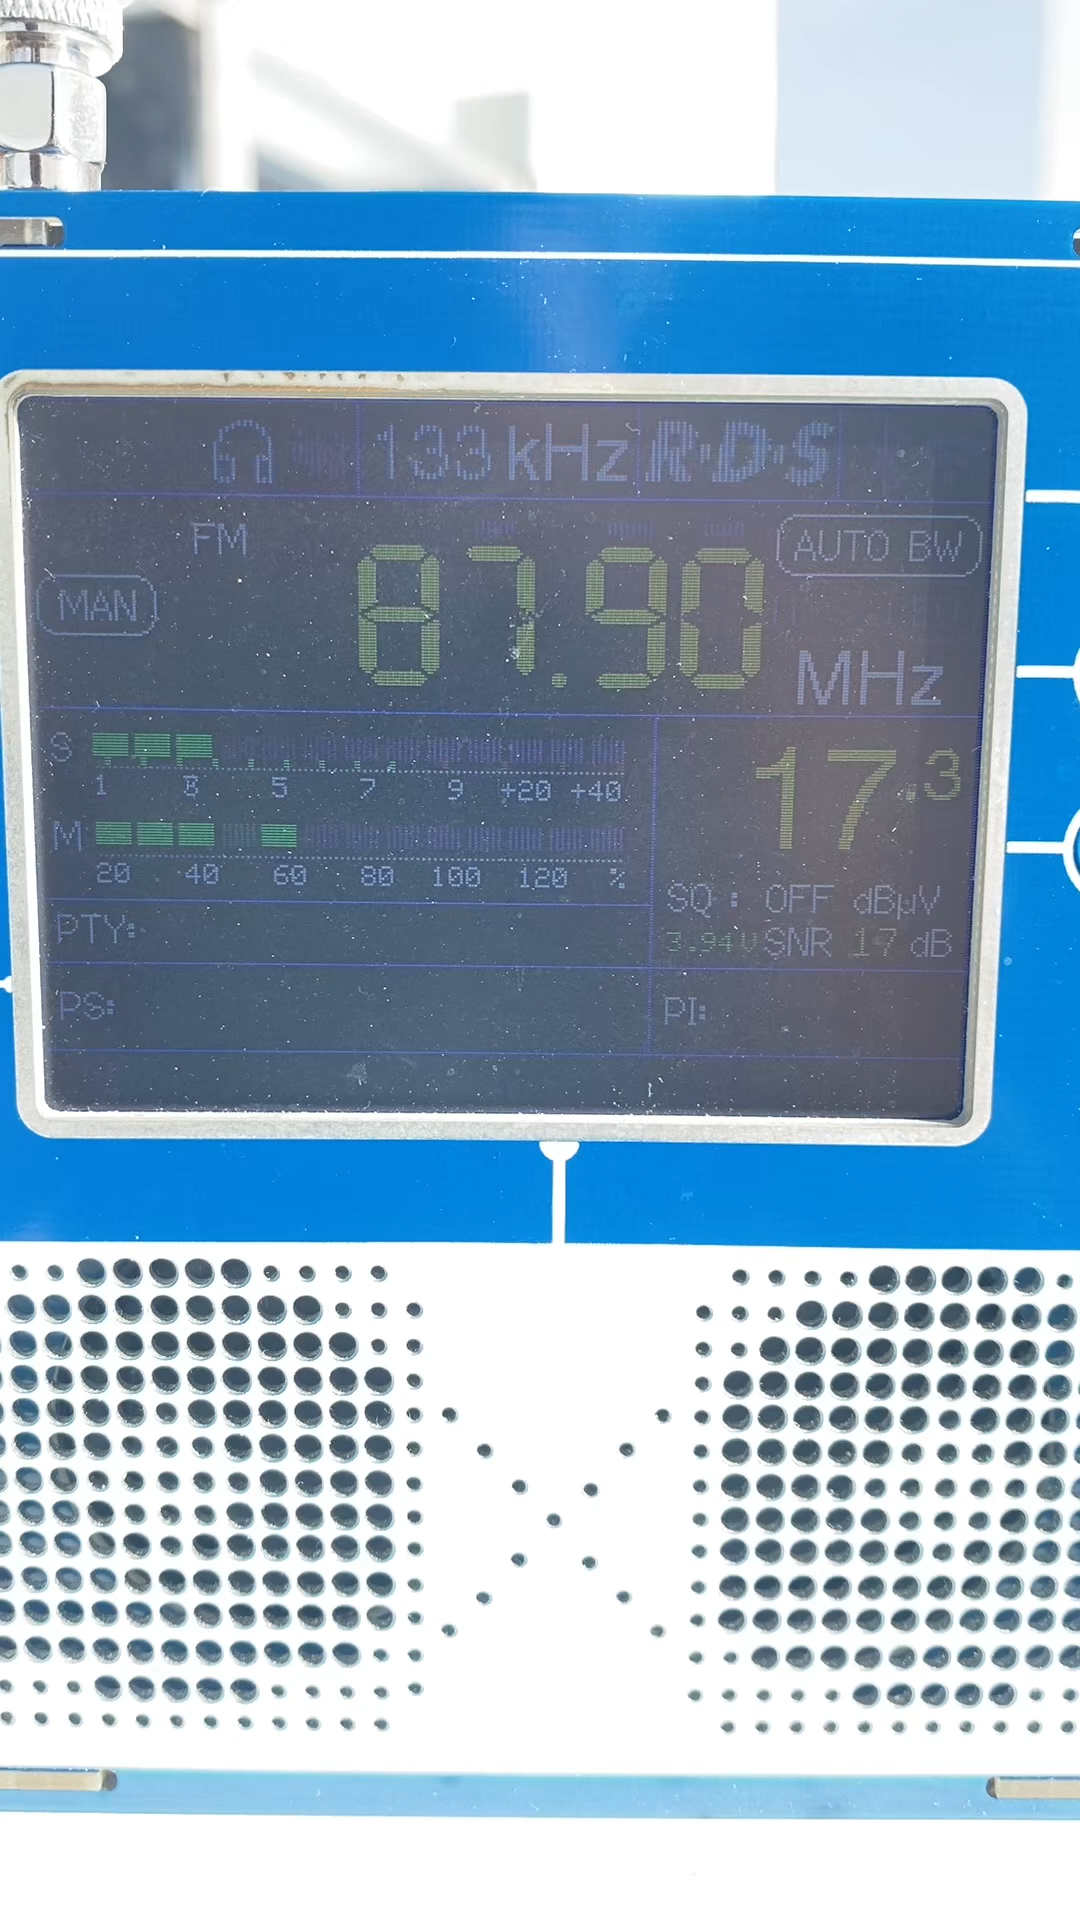 133 kHz R·D·S
FM
AUTO BW
MAN
87.90
MHz
S
1 3 5 7 9 +20 +40
17.3
M
20 40 60 80 100 120 %
SQ : OFF dBµV
3.94V SNR 17 dB
PTY:
PS:
PI: